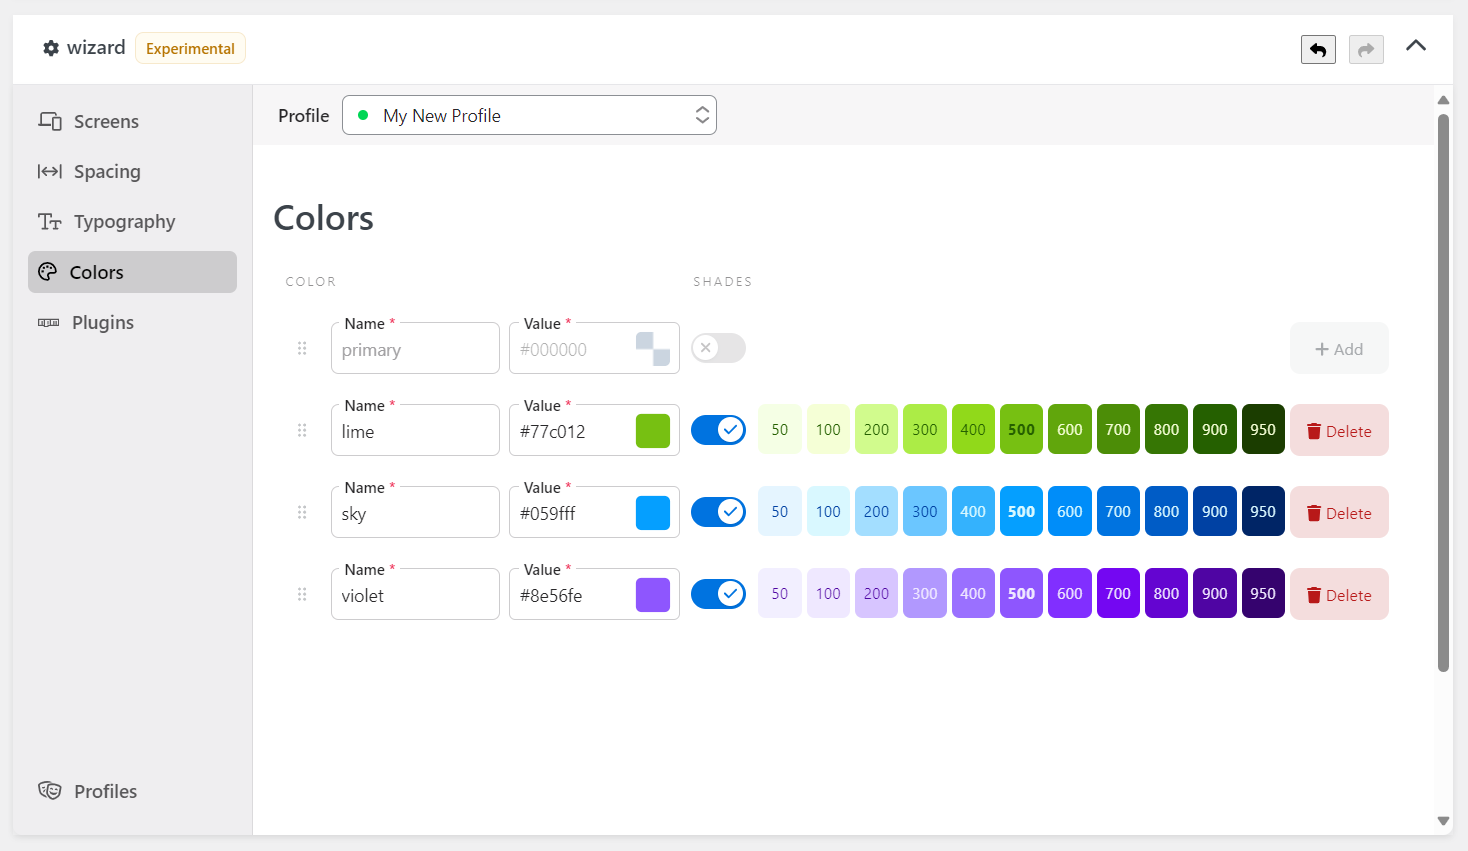 wizard Experimental
Screens
Spacing
Typography
Colors
Plugins
Profiles
Profile My New Profile
Colors
COLOR SHADES
Name * Value *
primary #000000 + Add
Name * Value *
lime #77c012 50 100 200 300 400 500 600 700 800 900 950 Delete
Name * Value *
sky #059fff 50 100 200 300 400 500 600 700 800 900 950 Delete
Name * Value *
violet #8e56fe 50 100 200 300 400 500 600 700 800 900 950 Delete